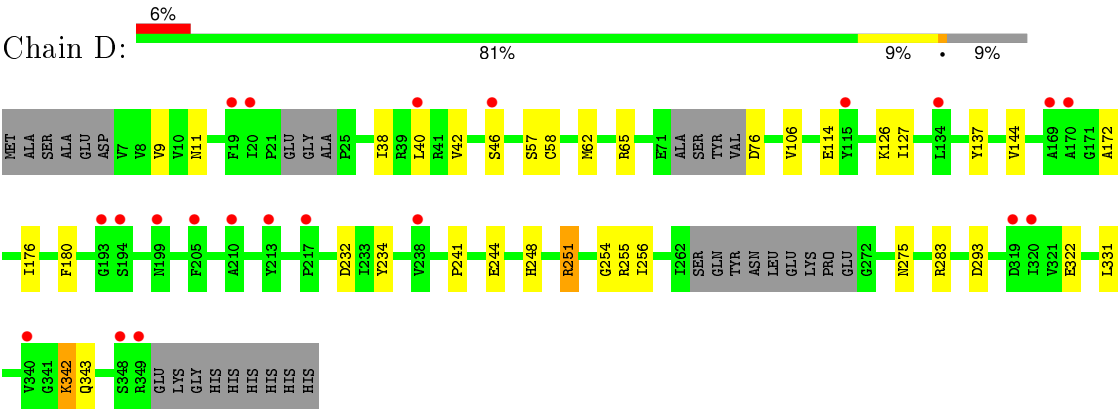 6%
Chain D:
81% 9% • 9%
MET ALA SER ALA GLU ASP V7 V8 V9 V10 N11 F19 I20 P21 GLU GLY ALA P25 I38 R39 L40 R41 V42 S46 S57 C58 M62 R65 E71 ALA SER TYR VAL D76 V106 E114 Y115 K126 I127 L134 Y137 V144 A169 A170 G171 A172
I176 F180 G193 S194 N199 F205 A210 Y213 P217 D232 I233 Y234 V238 P241 E244 H248 R251 G254 R255 I256 I262 SER GLN TYR ASN LEU GLU LYS PRO GLU G272 N275 R283 D293 D319 I320 V321 E322 L331
V340 G341 K342 Q343 S348 R349 GLU LYS GLY HIS HIS HIS HIS HIS HIS